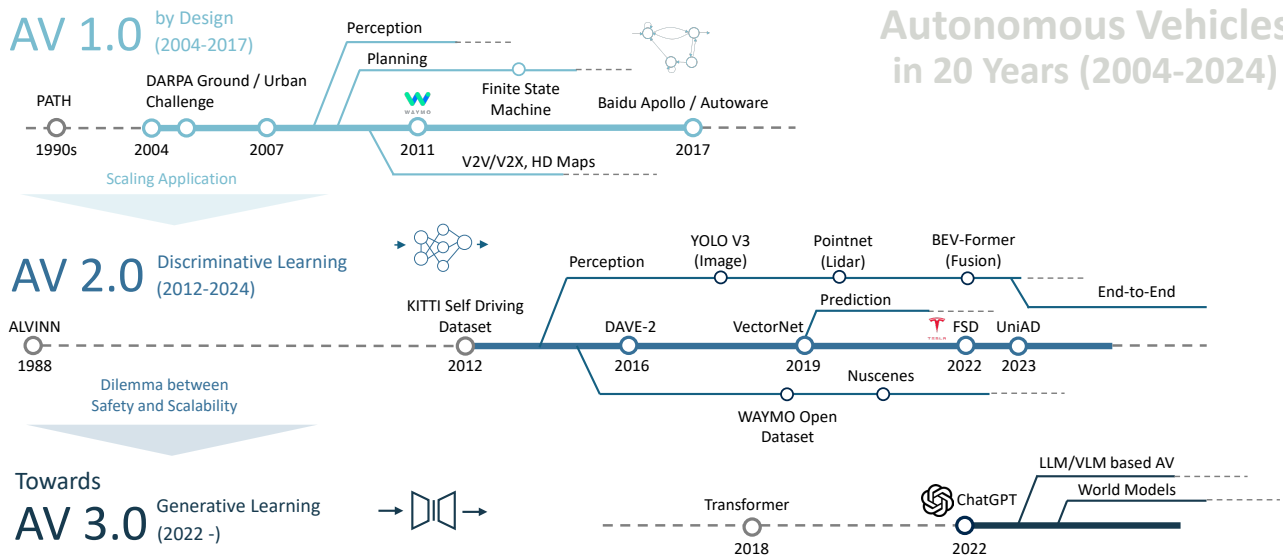 Autonomous Vehicles
in 20 Years (2004-2024)
AV 1.0
by Design
(2004-2017)
Perception
Planning
Finite State
Machine
PATH
1990s
DARPA Ground / Urban
Challenge
2004
2007
WAYMO
2011
Baidu Apollo / Autoware
2017
V2V/V2X, HD Maps
Scaling Application
AV 2.0
Discriminative Learning
(2012-2024)
Perception
YOLO V3
(Image)
Pointnet
(Lidar)
BEV-Former
(Fusion)
End-to-End
ALVINN
1988
KITTI Self Driving
Dataset
2012
DAVE-2
2016
VectorNet
2019
Prediction
TESLA
FSD
2022
UniAD
2023
Nuscenes
WAYMO Open
Dataset
Dilemma between
Safety and Scalability
Towards
AV 3.0
Generative Learning
(2022 -)
Transformer
2018
ChatGPT
2022
LLM/VLM based AV
World Models